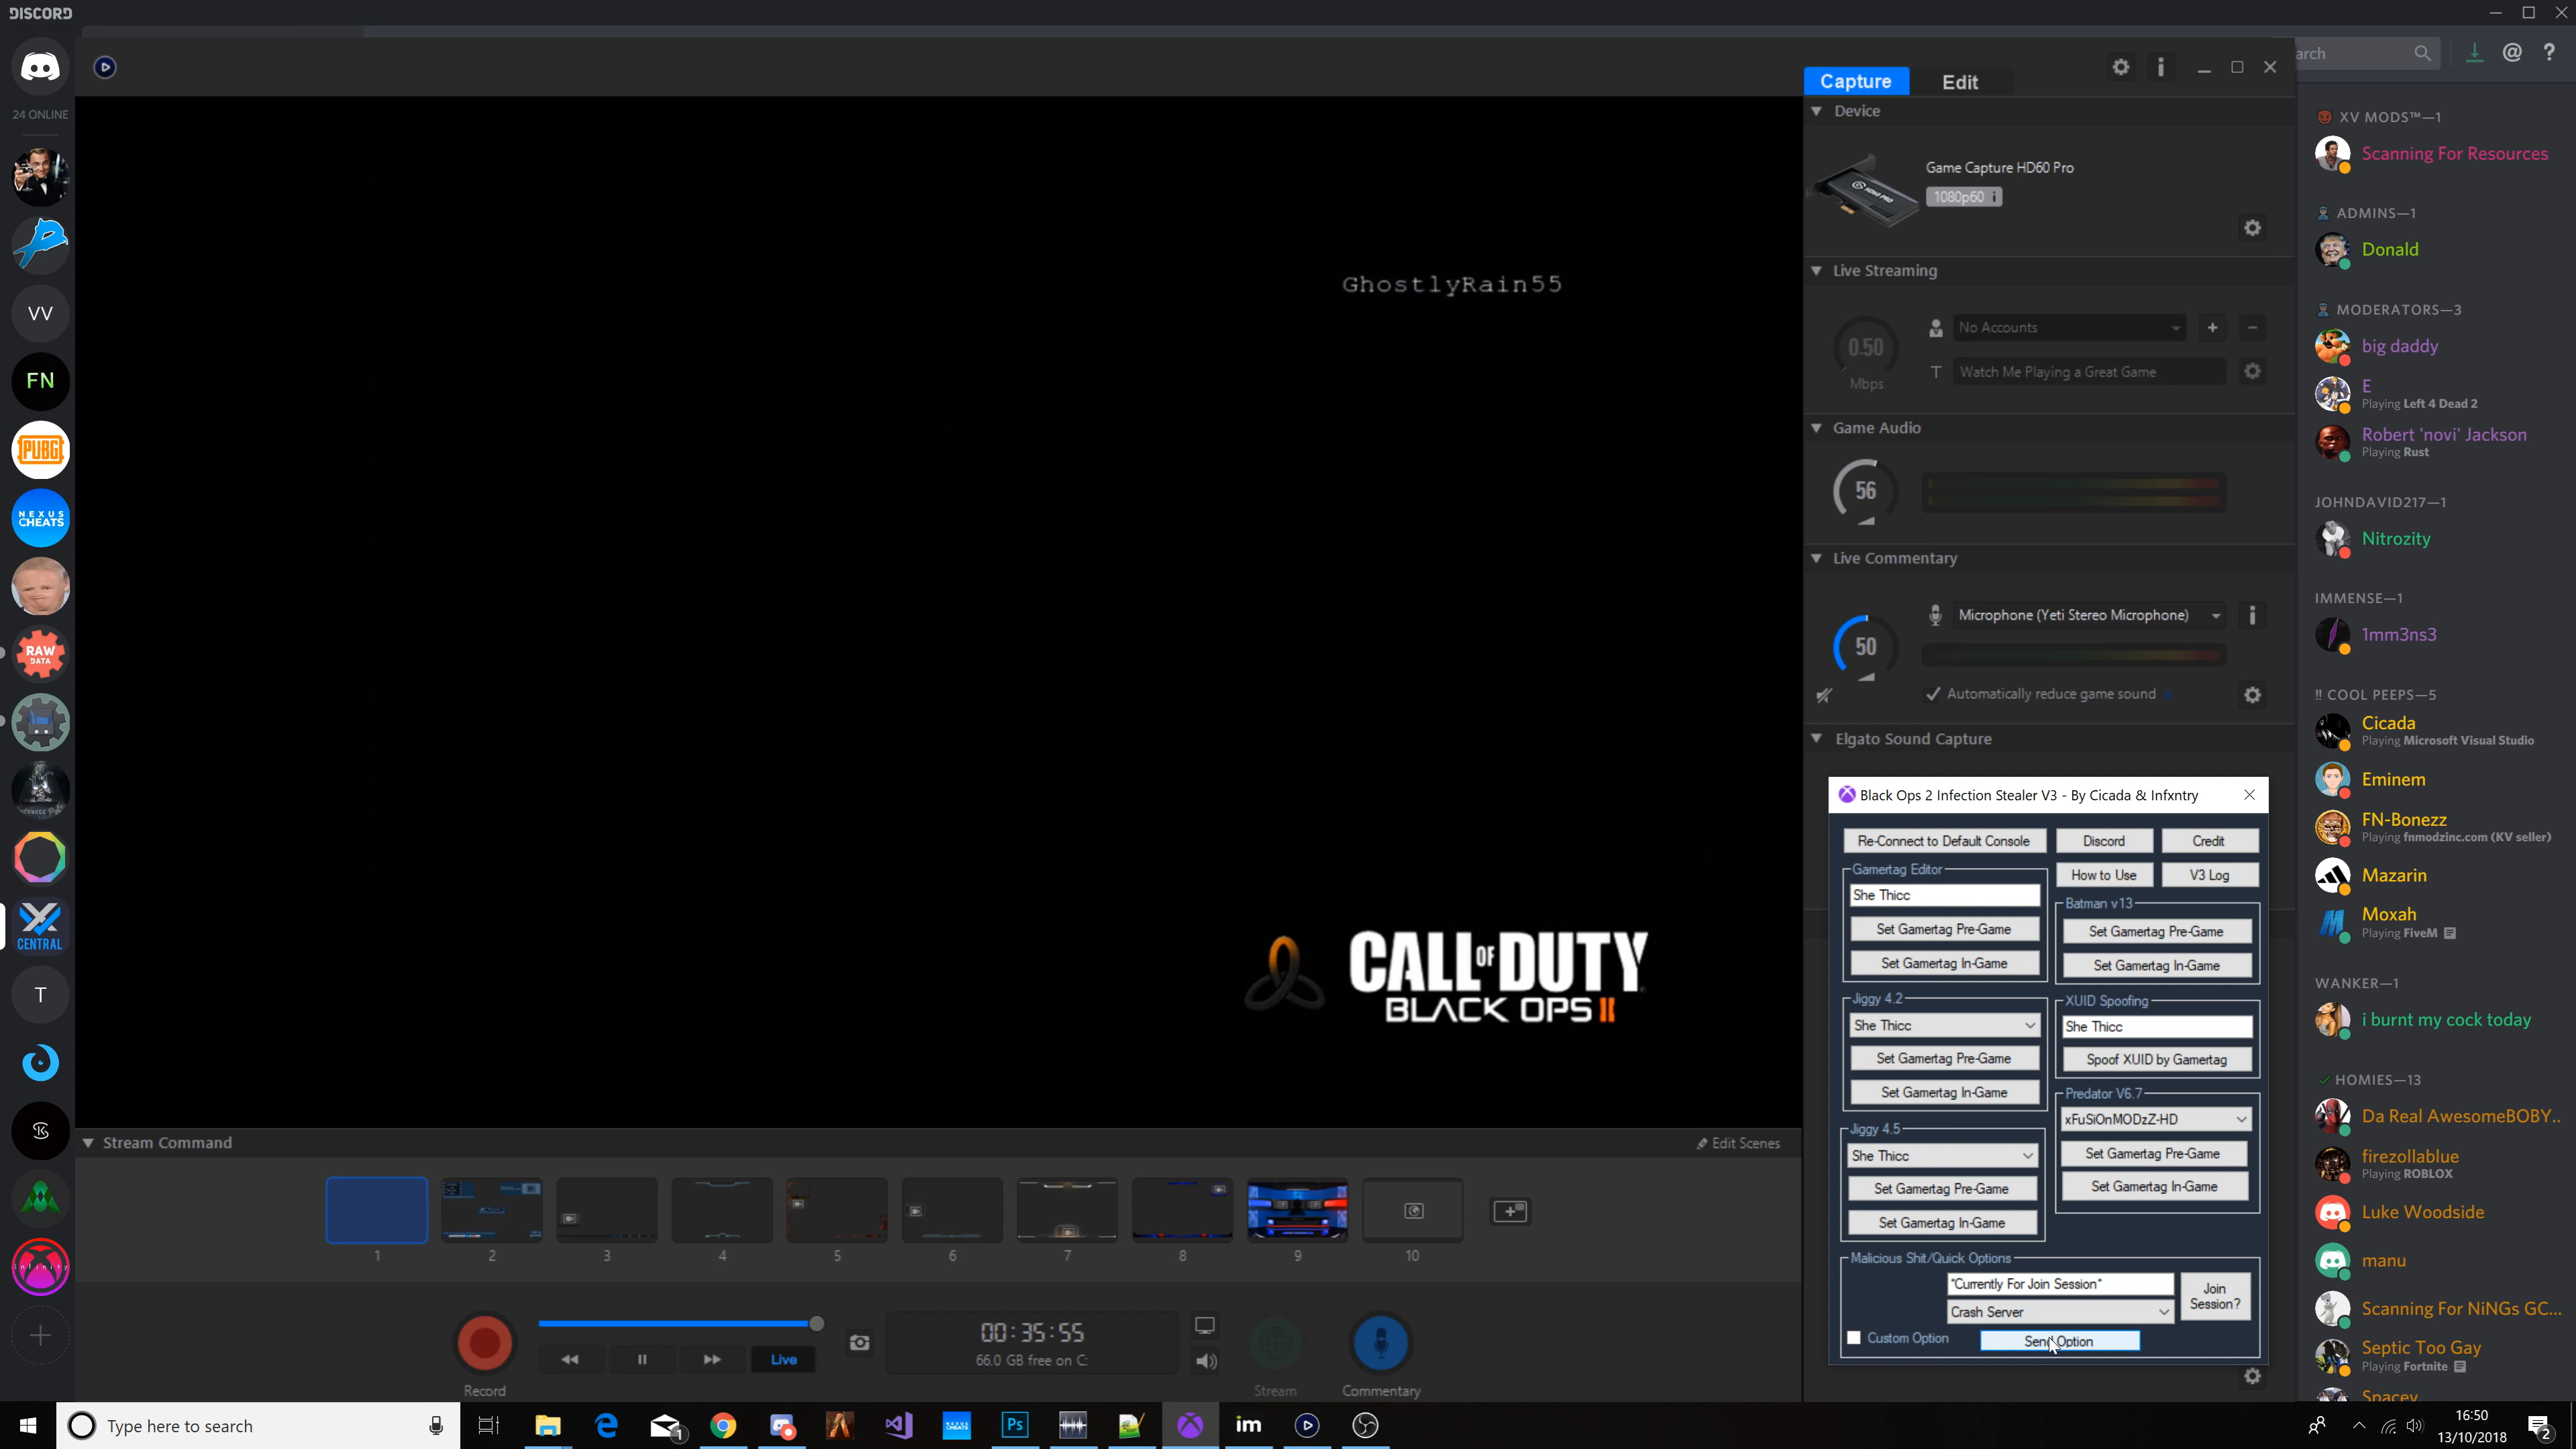 DISCORD
24 ONLINE
VV
FN
PUBG
NEXUS
CHEATS
RAW
DATA
CENTRAL
T
Infinity
Capture
Edit
Device
Game Capture HD60 Pro
1080p60 i
Live Streaming
0.50
Mbps
No Accounts
T
Watch Me Playing a Great Game
Game Audio
56
Live Commentary
50
Microphone (Yeti Stereo Microphone)
Automatically reduce game sound
Elgato Sound Capture
GhostlyRain55
CALL OF DUTY
BLACK OPS II
Stream Command
Edit Scenes
1
2
3
4
5
6
7
8
9
10
00:35:55
66.0 GB free on C:
Live
Record
Stream
Commentary
Black Ops 2 Infection Stealer V3 - By Cicada & Infxntry
Re-Connect to Default Console
Discord
Credit
How to Use
V3 Log
Gamertag Editor
She Thicc
Set Gamertag Pre-Game
Set Gamertag In-Game
Batman v13
Set Gamertag Pre-Game
Set Gamertag In-Game
Jiggy 4.2
She Thicc
Set Gamertag Pre-Game
Set Gamertag In-Game
XUID Spoofing
She Thicc
Spoof XUID by Gamertag
Jiggy 4.5
She Thicc
Set Gamertag Pre-Game
Set Gamertag In-Game
Predator V6.7
xFuSiOnMODzZ-HD
Set Gamertag Pre-Game
Set Gamertag In-Game
Malicious Shit/Quick Options
"Currently For Join Session"
Crash Server
Join
Session?
Custom Option
Send Option
arch
XV MODS™—1
Scanning For Resources
ADMINS—1
Donald
MODERATORS—3
big daddy
E
Playing Left 4 Dead 2
Robert 'novi' Jackson
Playing Rust
JOHNDAVID217—1
Nitrozity
IMMENSE—1
1mm3ns3
!! COOL PEEPS—5
Cicada
Playing Microsoft Visual Studio
Eminem
FN-Bonezz
Playing fnmodzinc.com (KV seller)
Mazarin
Moxah
Playing FiveM
WANKER—1
i burnt my cock today
HOMIES—13
Da Real AwesomeBOBY...
firezollablue
Playing ROBLOX
Luke Woodside
manu
Scanning For NiNGs GC...
Septic Too Gay
Playing Fortnite
Spacey
Type here to search
1
Ps
NEXUS
CHEATS
im
16:50
13/10/2018
2